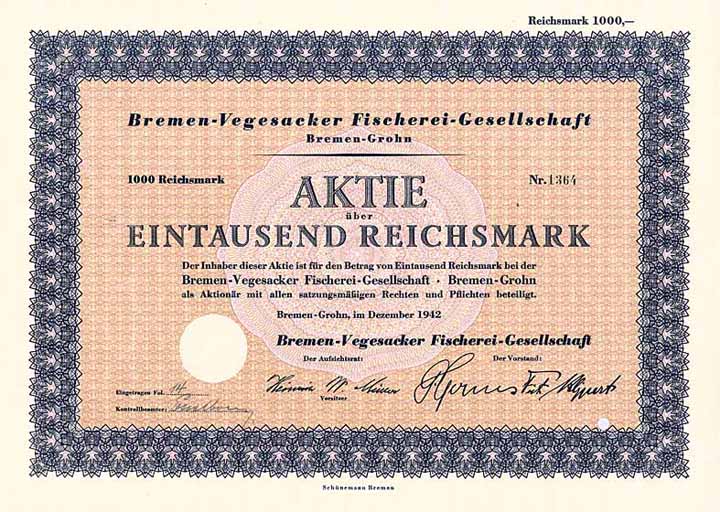 Reichsmark 1000,—
Bremen-Vegesacker Fischerei-Gesellschaft
Bremen-Grohn
1000 Reichsmark
Nr. 1364
AKTIE
über
EINTAUSEND REICHSMARK
Der Inhaber dieser Aktie ist für den Betrag von Eintausend Reichsmark bei der
Bremen-Vegesacker Fischerei-Gesellschaft · Bremen-Grohn
als Aktionär mit allen satzungsmäßigen Rechten und Pflichten beteiligt.
Bremen-Grohn, im Dezember 1942
Bremen-Vegesacker Fischerei-Gesellschaft
Der Aufsichtsrat:
Der Vorstand:
Vorsitzer
Eingetragen Fol. 14
Kontrollbeamter:
Schünemann Bremen